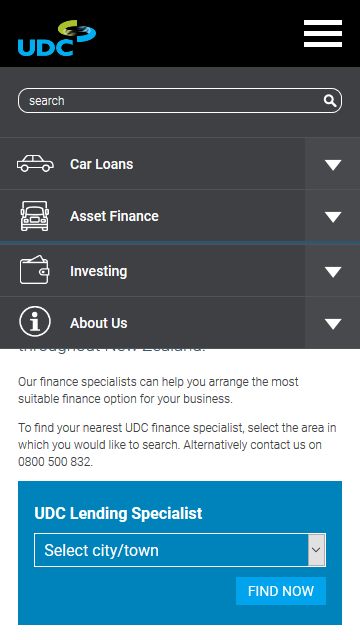 UDC
search
Car Loans
Asset Finance
Investing
About Us
throughout New Zealand.
Our finance specialists can help you arrange the most
suitable finance option for your business.
To find your nearest UDC finance specialist, select the area in
which you would like to search. Alternatively contact us on
0800 500 832.
UDC Lending Specialist
Select city/town
FIND NOW